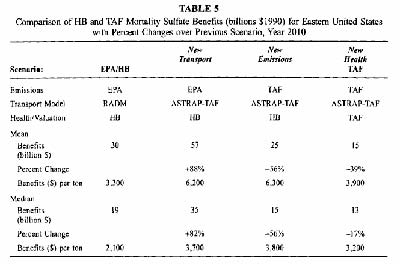 TABLE 5
Comparison of HB and TAF Mortality Sulfate Benefits (billions $1990) for Eastern United States
with Percent Changes over Previous Scenario, Year 2010
New New New
Transport Emissions Health
Scenario: EPA/HB TAF
Emissions EPA EPA TAF TAF
Transport Model RADM ASTRAP-TAF ASTRAP-TAF ASTRAP-TAF
Health/Valuation HB HB HB TAF
Mean
Benefits 30 57 25 15
(billion $)
Percent Change +88% –56% –39%
Benefits ($) per ton 3,300 6,200 6,300 3,900
Median
Benefits 19 35 15 13
(billion $)
Percent Change +82% –56% –17%
Benefits ($) per ton 2,100 3,700 3,800 3,200